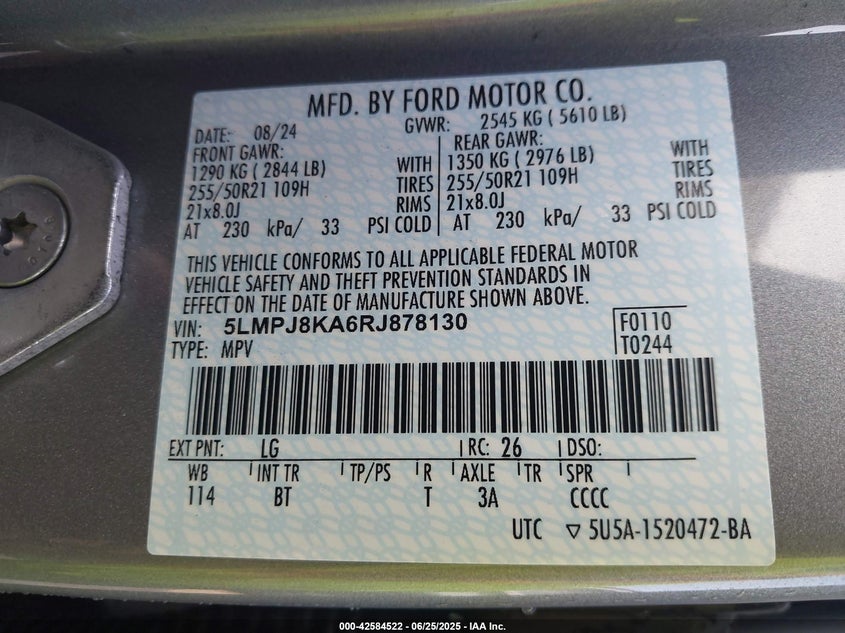 MFD. BY FORD MOTOR CO.
DATE: 08/24 GVWR: 2545 KG ( 5610 LB)
FRONT GAWR: REAR GAWR:
1290 KG ( 2844 LB) WITH 1350 KG ( 2976 LB) WITH
255/50R21 109H TIRES 255/50R21 109H TIRES
21x8.0J RIMS 21x8.0J RIMS
AT 230 kPa/ 33 PSI COLD AT 230 kPa/ 33 PSI COLD
THIS VEHICLE CONFORMS TO ALL APPLICABLE FEDERAL MOTOR
VEHICLE SAFETY AND THEFT PREVENTION STANDARDS IN
EFFECT ON THE DATE OF MANUFACTURE SHOWN ABOVE.
VIN: 5LMPJ8KA6RJ878130 F0110
TYPE: MPV T0244
EXT PNT: LG RC: 26 DSO:
WB INT TR TP/PS R AXLE TR SPR
114 BT T 3A CCCC
UTC ▽ 5U5A-1520472-BA
000-42584522 - 06/25/2025 - IAA Inc.